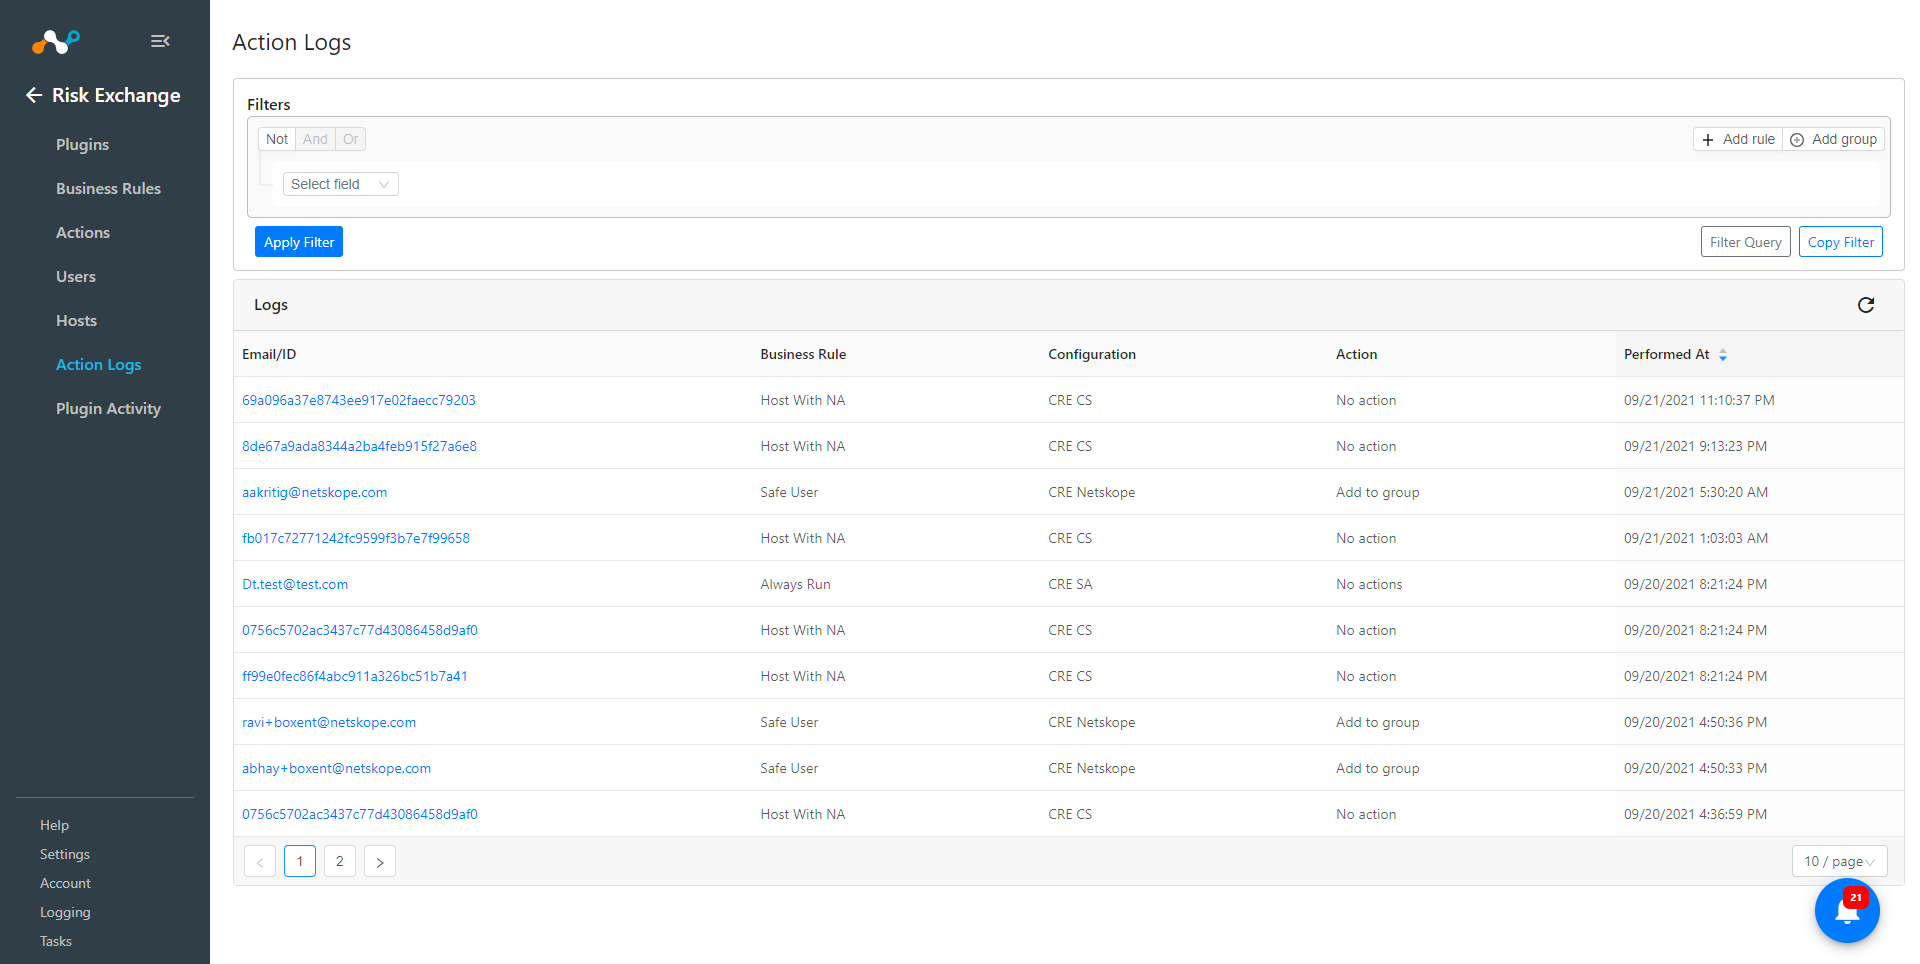 Risk Exchange
Plugins
Business Rules
Actions
Users
Hosts
Action Logs
Plugin Activity
Help
Settings
Account
Logging
Tasks
Action Logs
Filters
Not And Or
Add rule Add group
Select field
Apply Filter Filter Query Copy Filter
Logs
Email/ID Business Rule Configuration Action Performed At
69a096a37e8743ee917e02faecc79203 Host With NA CRE CS No action 09/21/2021 11:10:37 PM
8de67a9ada8344a2ba4feb915f27a6e8 Host With NA CRE CS No action 09/21/2021 9:13:23 PM
aakritig@netskope.com Safe User CRE Netskope Add to group 09/21/2021 5:30:20 AM
fb017c72771242fc9599f3b7e7f99658 Host With NA CRE CS No action 09/21/2021 1:03:03 AM
Dt.test@test.com Always Run CRE SA No actions 09/20/2021 8:21:24 PM
0756c5702ac3437c77d43086458d9af0 Host With NA CRE CS No action 09/20/2021 8:21:24 PM
ff99e0fec86f4abc911a326bc51b7a41 Host With NA CRE CS No action 09/20/2021 8:21:24 PM
ravi+boxent@netskope.com Safe User CRE Netskope Add to group 09/20/2021 4:50:36 PM
abhay+boxent@netskope.com Safe User CRE Netskope Add to group 09/20/2021 4:50:33 PM
0756c5702ac3437c77d43086458d9af0 Host With NA CRE CS No action 09/20/2021 4:36:59 PM
< 1 2 > 10 / page
21